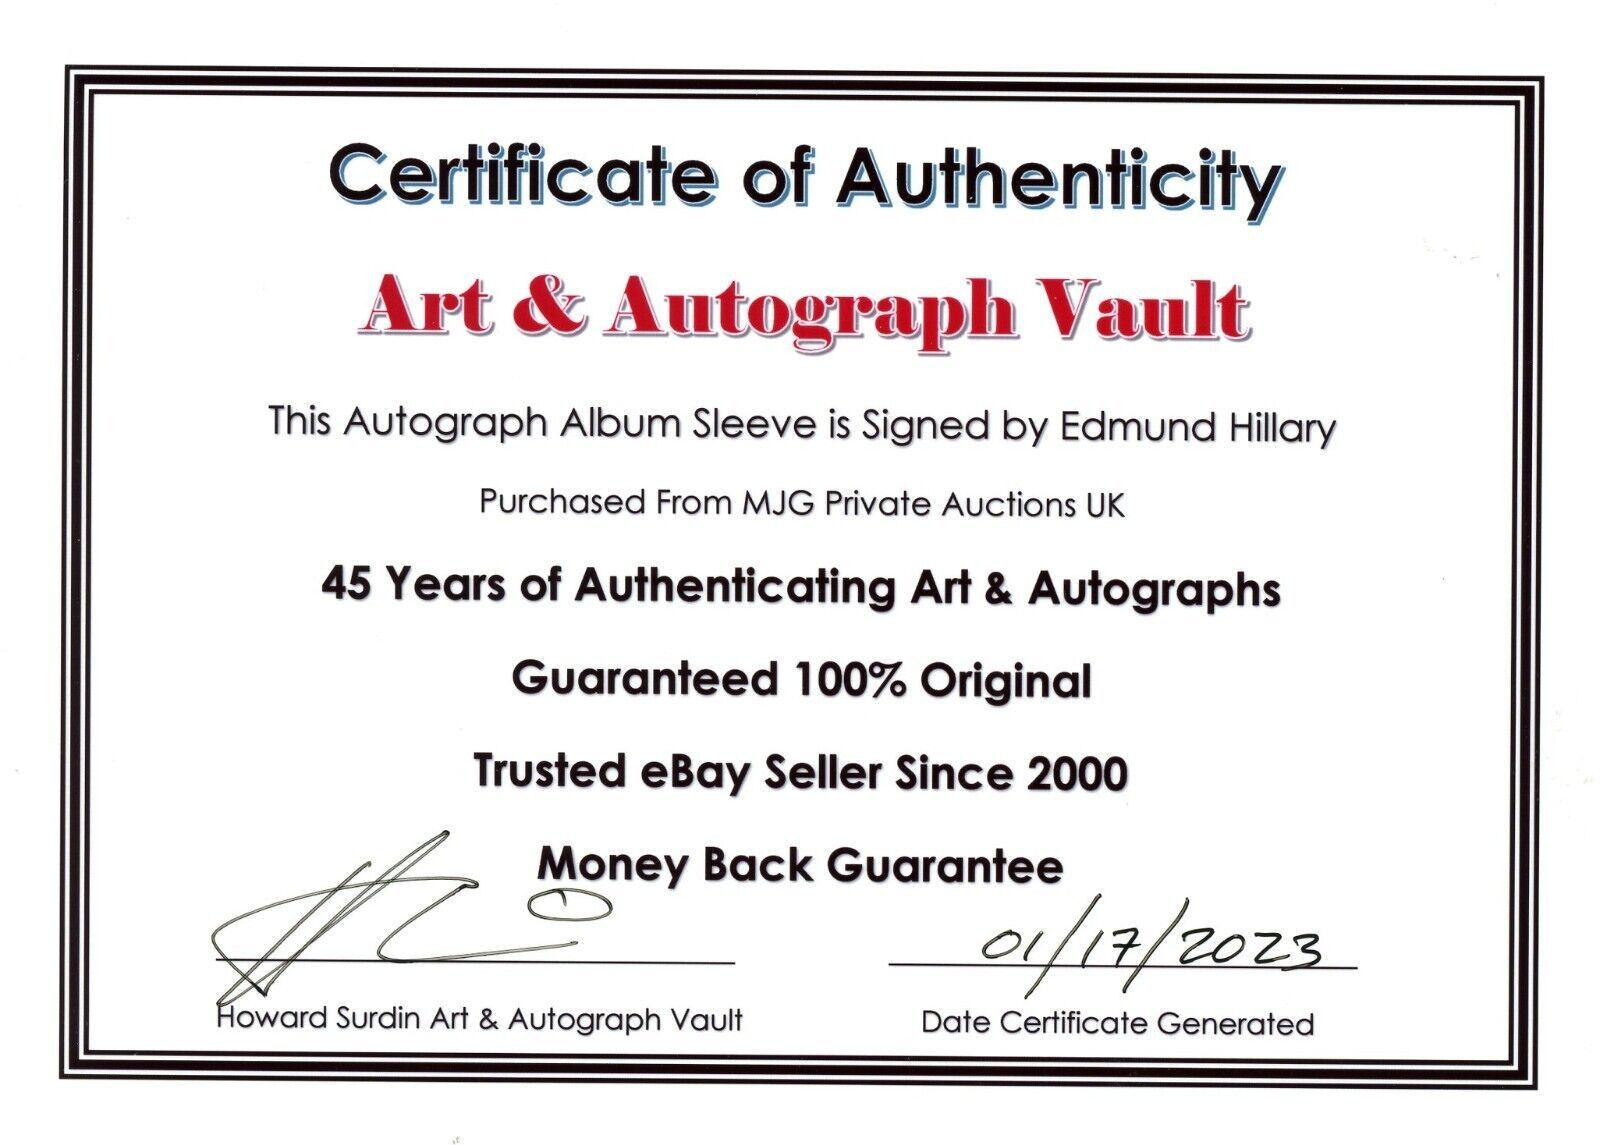 Certificate of Authenticity
Art & Autograph Vault
This Autograph Album Sleeve is Signed by Edmund Hillary
Purchased From MJG Private Auctions UK
45 Years of Authenticating Art & Autographs
Guaranteed 100% Original
Trusted eBay Seller Since 2000
Money Back Guarantee
01/17/2023
Howard Surdin Art & Autograph Vault
Date Certificate Generated